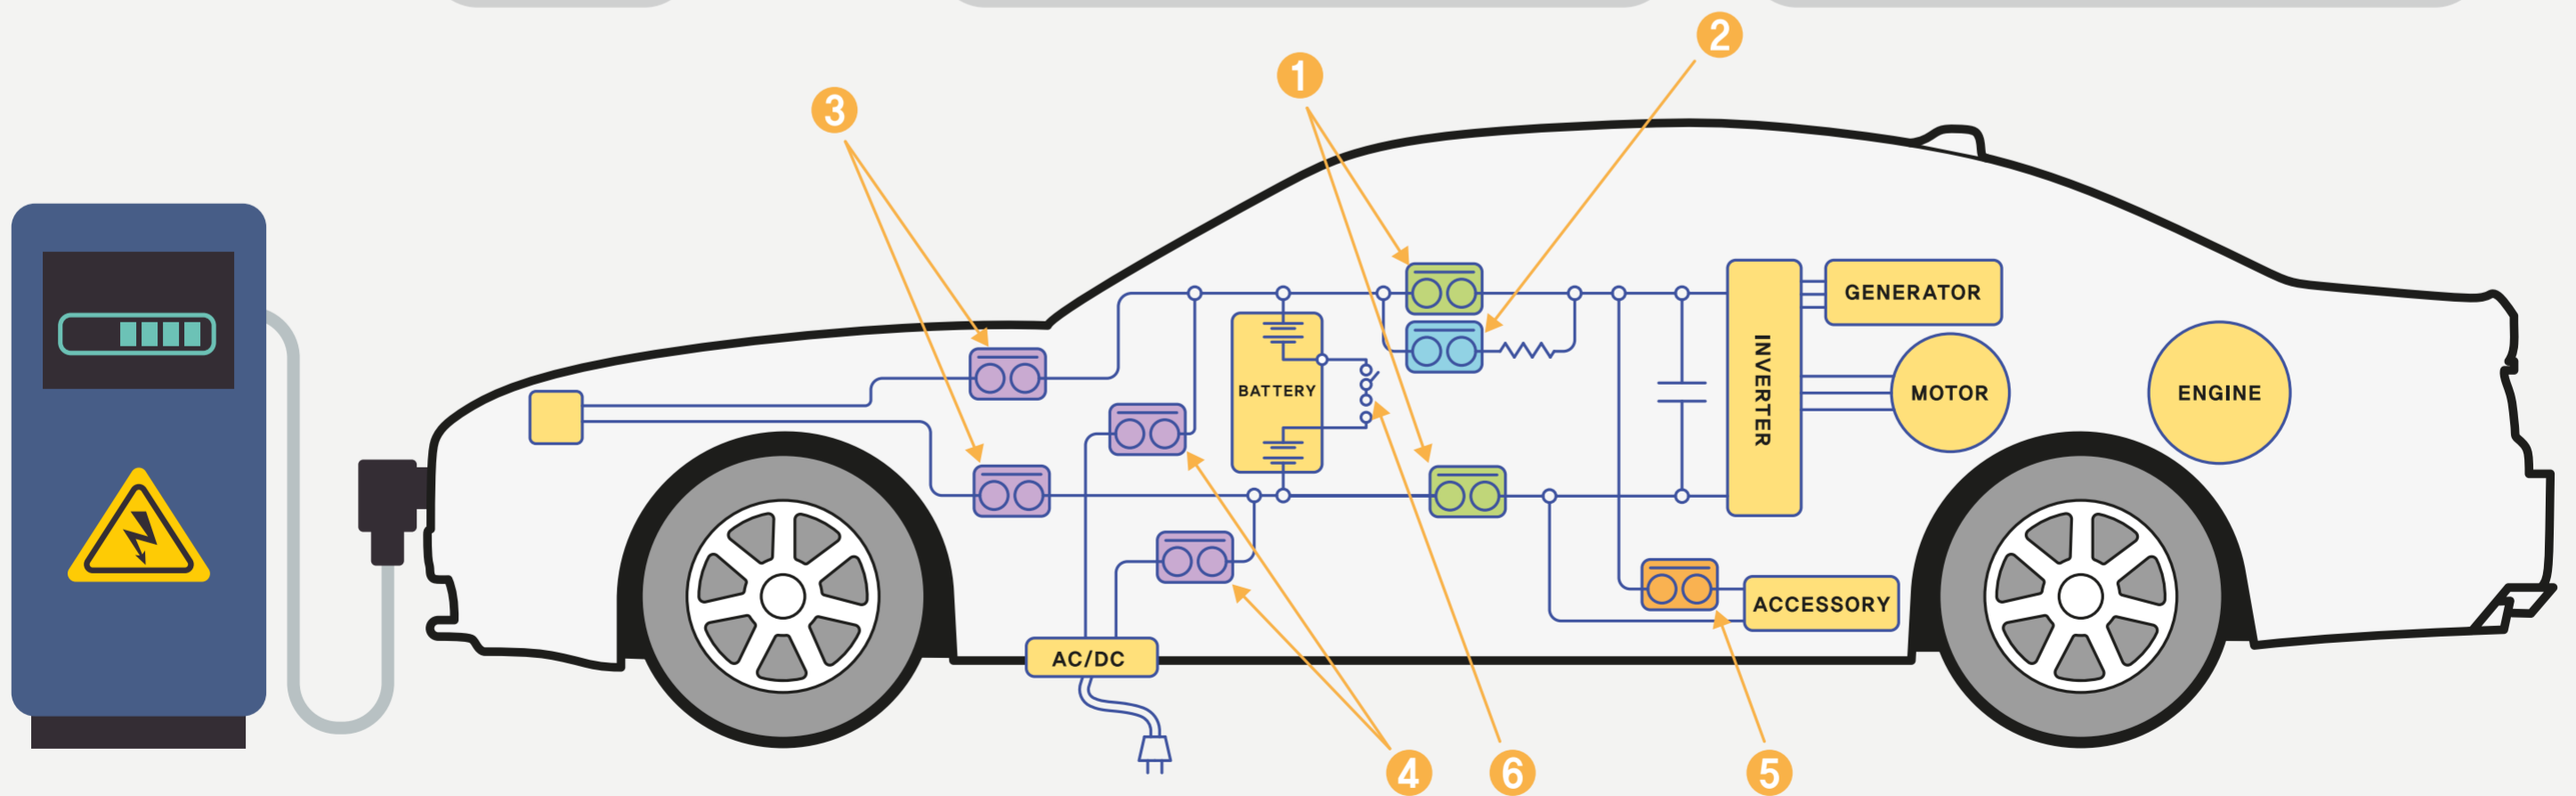 2
1
3
GENERATOR
INVERTER
BATTERY
MOTOR
ENGINE
ACCESSORY
AC/DC
4
6
5